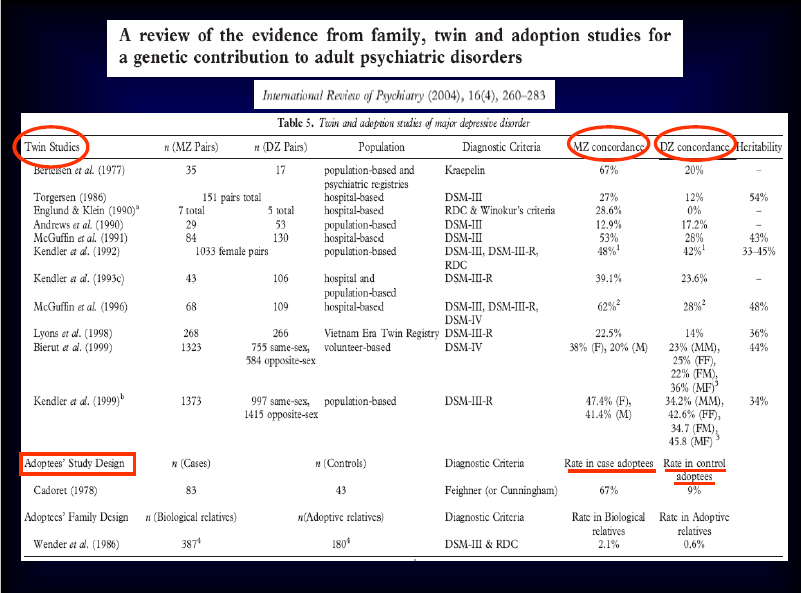 A review of the evidence from family, twin and adoption studies for
a genetic contribution to adult psychiatric disorders
International Review of Psychiatry (2004), 16(4), 260–283
Table 5. Twin and adoption studies of major depressive disorder
Twin Studies n (MZ Pairs) n (DZ Pairs) Population Diagnostic Criteria MZ concordance DZ concordance Heritability
Bertelsen et al. (1977) 35 17 population-based and Kraepelin 67% 20% –
psychiatric registries
Torgersen (1986) 151 pairs total hospital-based DSM-III 27% 12% 54%
Englund & Klein (1990)a 7 total 5 total hospital-based RDC & Winokur's criteria 28.6% 0% –
Andrews et al. (1990) 29 53 population-based DSM-III 12.9% 17.2% –
McGuffin et al. (1991) 84 130 hospital-based DSM-III 53% 28% 43%
Kendler et al. (1992) 1033 female pairs population-based DSM-III, DSM-III-R, 48%1 42%1 33–45%
RDC
Kendler et al. (1993c) 43 106 hospital and DSM-III-R 39.1% 23.6% –
population-based
McGuffin et al. (1996) 68 109 hospital-based DSM-III, DSM-III-R, 62%2 28%2 48%
DSM-IV
Lyons et al. (1998) 268 266 Vietnam Era Twin Registry DSM-III-R 22.5% 14% 36%
Bierut et al. (1999) 1323 755 same-sex, volunteer-based DSM-IV 38% (F), 20% (M) 23% (MM), 44%
584 opposite-sex 25% (FF),
22% (FM),
36% (MF)3
Kendler et al. (1999)b 1373 997 same-sex, population-based DSM-III-R 47.4% (F), 34.2% (MM), 34%
1415 opposite-sex 41.4% (M) 42.6% (FF),
34.7 (FM),
45.8 (MF) 3
Adoptees' Study Design n (Cases) n (Controls) Diagnostic Criteria Rate in case adoptees Rate in control
adoptees
Cadoret (1978) 83 43 Feighner (or Cunningham) 67% 9%
Adoptees' Family Design n (Biological relatives) n(Adoptive relatives) Diagnostic Criteria Rate in Biological Rate in Adoptive
relatives relatives
Wender et al. (1986) 3874 1804 DSM-III & RDC 2.1% 0.6%